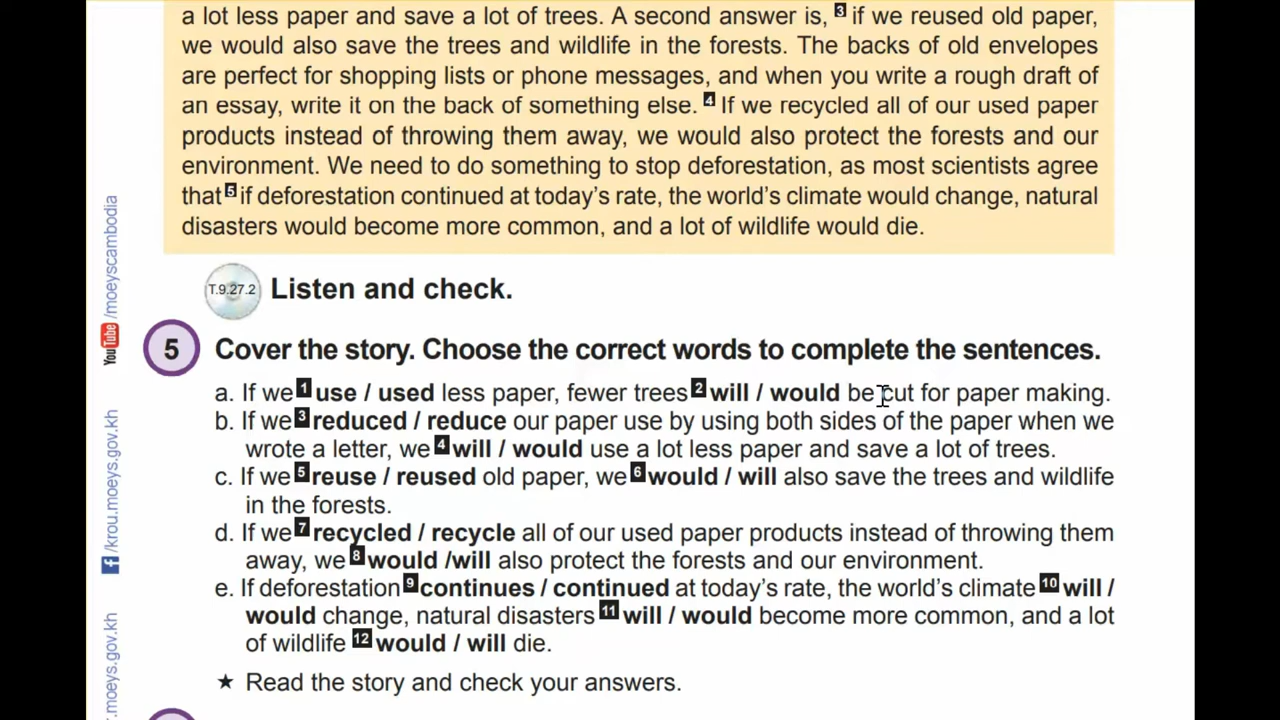 a lot less paper and save a lot of trees. A second answer is, 3 if we reused old paper,
we would also save the trees and wildlife in the forests. The backs of old envelopes
are perfect for shopping lists or phone messages, and when you write a rough draft of
an essay, write it on the back of something else. 4 If we recycled all of our used paper
products instead of throwing them away, we would also protect the forests and our
environment. We need to do something to stop deforestation, as most scientists agree
that 5 if deforestation continued at today's rate, the world's climate would change, natural
disasters would become more common, and a lot of wildlife would die.
T.9.27.2 Listen and check.
5 Cover the story. Choose the correct words to complete the sentences.
a. If we 1 use / used less paper, fewer trees 2 will / would be cut for paper making.
b. If we 3 reduced / reduce our paper use by using both sides of the paper when we
wrote a letter, we 4 will / would use a lot less paper and save a lot of trees.
c. If we 5 reuse / reused old paper, we 6 would / will also save the trees and wildlife
in the forests.
d. If we 7 recycled / recycle all of our used paper products instead of throwing them
away, we 8 would /will also protect the forests and our environment.
e. If deforestation 9 continues / continued at today's rate, the world's climate 10 will /
would change, natural disasters 11 will / would become more common, and a lot
of wildlife 12 would / will die.
★ Read the story and check your answers.
YouTube /moeyscambodia
f /krou.moeys.gov.kh
.moeys.gov.kh